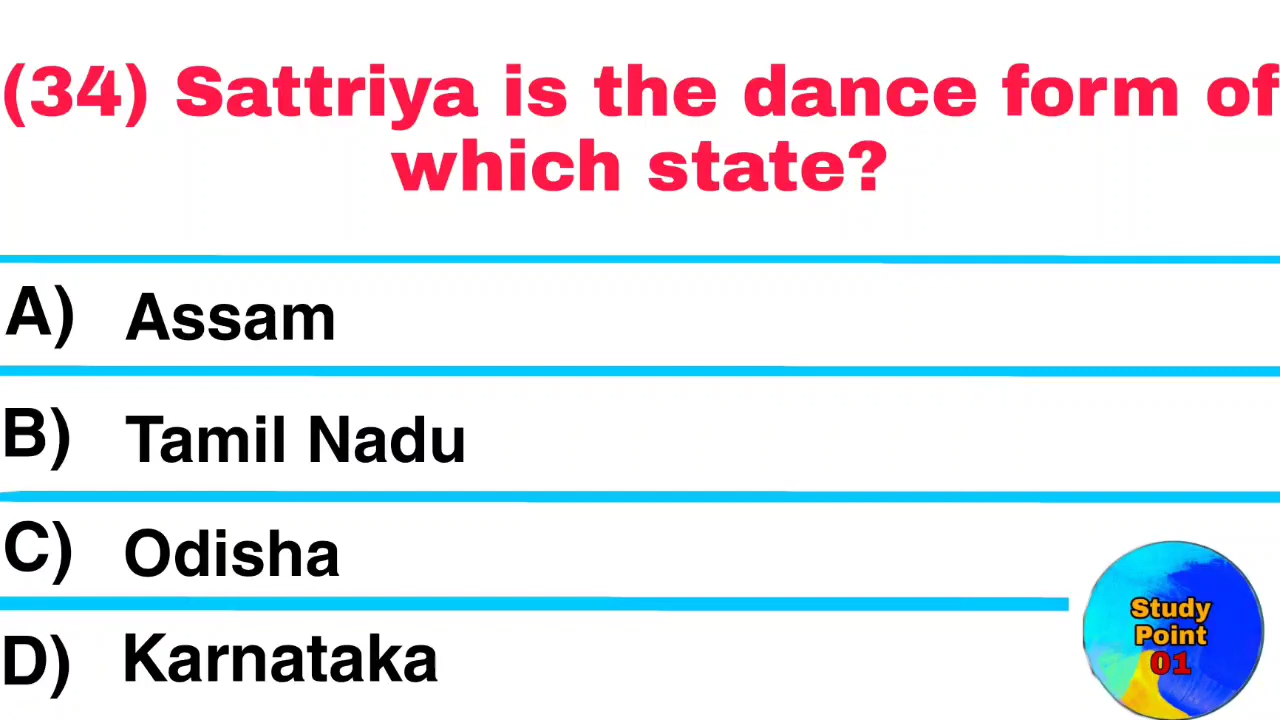 (34) Sattriya is the dance form of
which state?
A) Assam
B) Tamil Nadu
C) Odisha
D) Karnataka
Study
Point
01